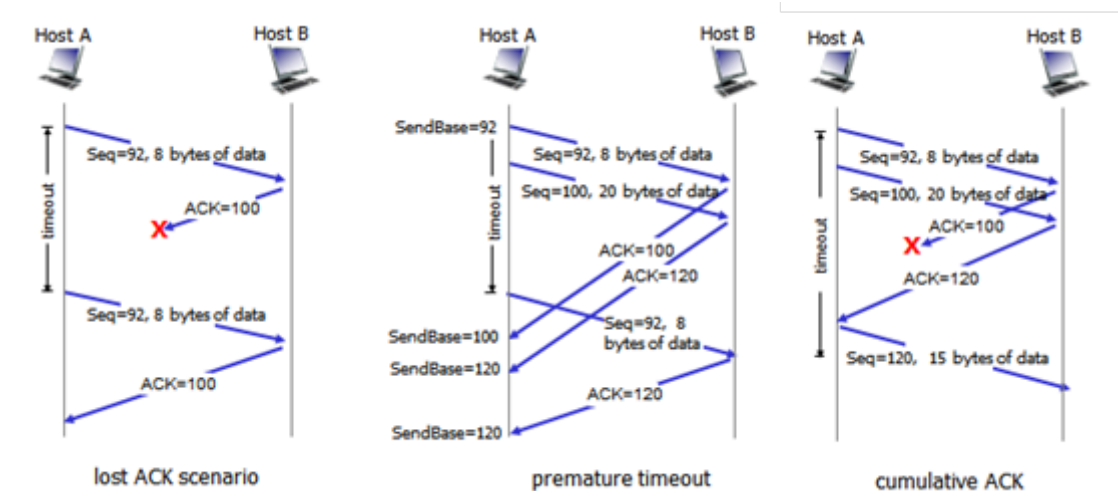 Host A
Host B
timeout
Seq=92, 8 bytes of data
ACK=100
X
Seq=92, 8 bytes of data
ACK=100
lost ACK scenario
Host A
Host B
SendBase=92
timeout
Seq=92, 8 bytes of data
Seq=100, 20 bytes of data
ACK=100
ACK=120
Seq=92, 8
bytes of data
SendBase=100
SendBase=120
ACK=120
SendBase=120
premature timeout
Host A
Host B
timeout
Seq=92, 8 bytes of data
Seq=100, 20 bytes of data
ACK=100
X
ACK=120
Seq=120, 15 bytes of data
cumulative ACK